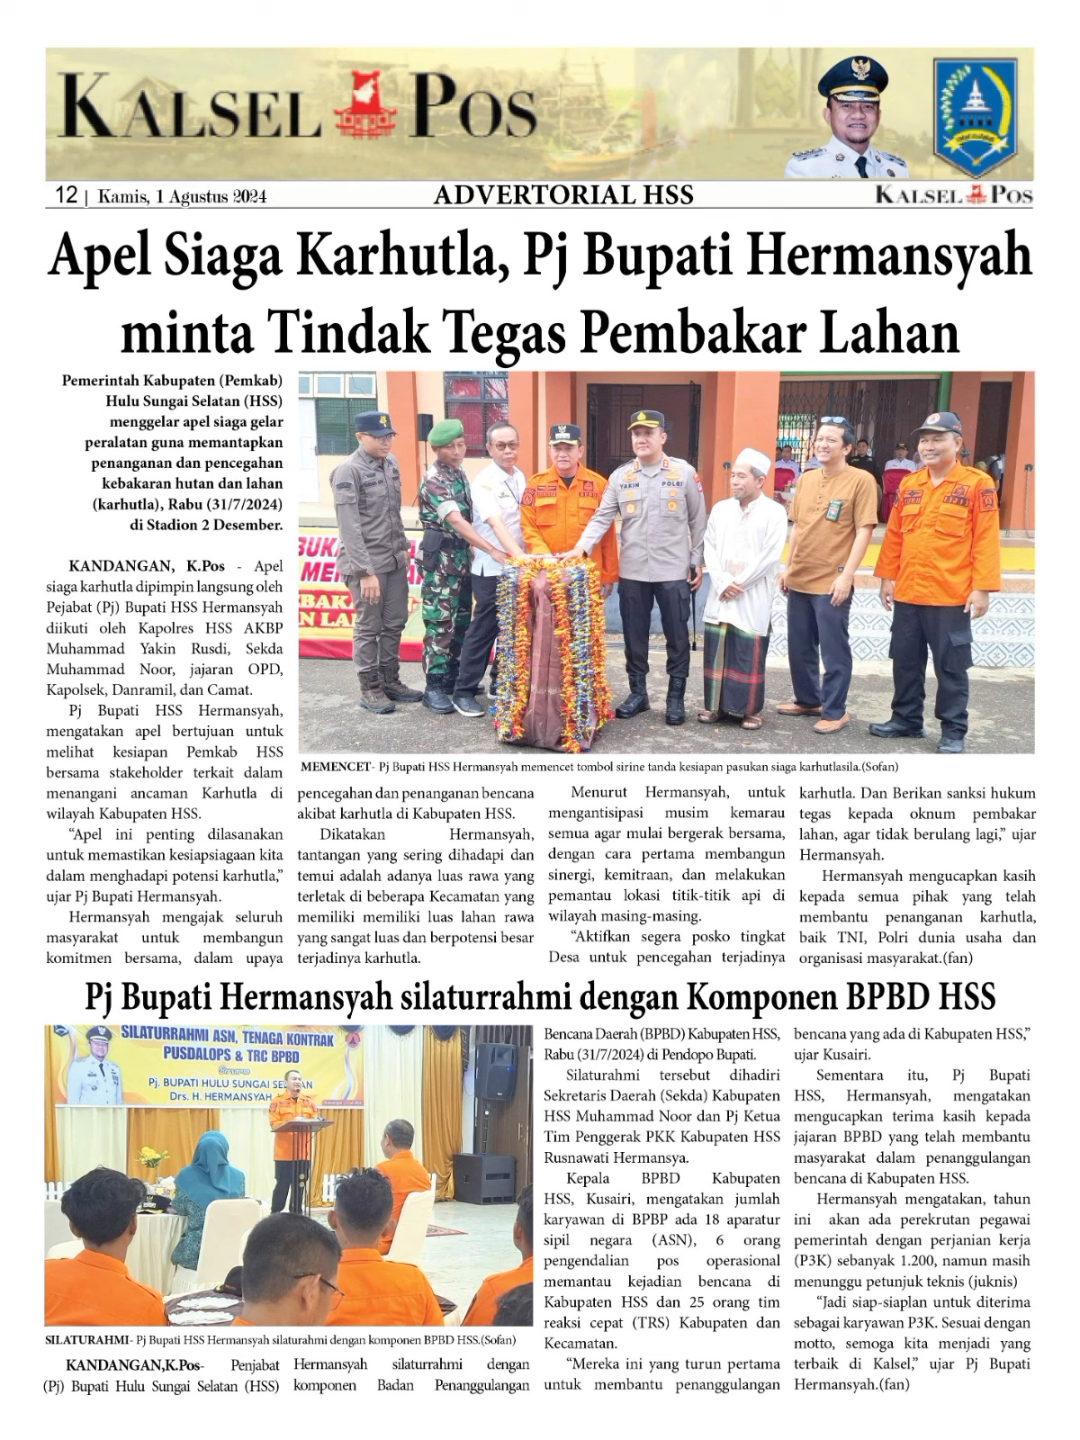 KALSEL POS
12 | Kamis, 1 Agustus 2024
ADVERTORIAL HSS
KALSEL POS
Apel Siaga Karhutla, Pj Bupati Hermansyah
minta Tindak Tegas Pembakar Lahan
Pemerintah Kabupaten (Pemkab)
Hulu Sungai Selatan (HSS)
menggelar apel siaga gelar
peralatan guna memantapkan
penanganan dan pencegahan
kebakaran hutan dan lahan
(karhutla), Rabu (31/7/2024)
di Stadion 2 Desember.
KANDANGAN, K.Pos - Apel
siaga karhutla dipimpin langsung oleh
Pejabat (Pj) Bupati HSS Hermansyah
diikuti oleh Kapolres HSS AKBP
Muhammad Yakin Rusdi, Sekda
Muhammad Noor, jajaran OPD,
Kapolsek, Danramil, dan Camat.
Pj Bupati HSS Hermansyah,
mengatakan apel bertujuan untuk
melihat kesiapan Pemkab HSS
bersama stakeholder terkait dalam
menangani ancaman Karhutla di
wilayah Kabupaten HSS.
“Apel ini penting dilasanakan
untuk memastikan kesiapsiagaan kita
dalam menghadapi potensi karhutla,”
ujar Pj Bupati Hermansyah.
Hermansyah mengajak seluruh
masyarakat untuk membangun
komitmen bersama, dalam upaya
YAKIN POLRI
MEMENCET- Pj Bupati HSS Hermansyah memencet tombol sirine tanda kesiapan pasukan siaga karhutlasila.(Sofan)
pencegahan dan penanganan bencana
akibat karhutla di Kabupaten HSS.
Dikatakan Hermansyah,
tantangan yang sering dihadapi dan
temui adalah adanya luas rawa yang
terletak di beberapa Kecamatan yang
memiliki memiliki luas lahan rawa
yang sangat luas dan berpotensi besar
terjadinya karhutla.
Menurut Hermansyah, untuk
mengantisipasi musim kemarau
semua agar mulai bergerak bersama,
dengan cara pertama membangun
sinergi, kemitraan, dan melakukan
pemantau lokasi titik-titik api di
wilayah masing-masing.
“Aktifkan segera posko tingkat
Desa untuk pencegahan terjadinya
karhutla. Dan Berikan sanksi hukum
tegas kepada oknum pembakar
lahan, agar tidak berulang lagi,” ujar
Hermansyah.
Hermansyah mengucapkan kasih
kepada semua pihak yang telah
membantu penanganan karhutla,
baik TNI, Polri dunia usaha dan
organisasi masyarakat.(fan)
Pj Bupati Hermansyah silaturrahmi dengan Komponen BPBD HSS
SILATURRAHMI ASN, TENAGA KONTRAK
PUSDALOPS & TRC BPBD
Pj. BUPATI HULU SUNGAI
Drs. H. HERMANSYAH
SILATURAHMI- Pj Bupati HSS Hermansyah silaturahmi dengan komponen BPBD HSS.(Sofan)
KANDANGAN,K.Pos- Penjabat
(Pj) Bupati Hulu Sungai Selatan (HSS)
Hermansyah silaturrahmi dengan
komponen Badan Penanggulangan
Bencana Daerah (BPBD) Kabupaten HSS,
Rabu (31/7/2024) di Pendopo Bupati.
Silaturahmi tersebut dihadiri
Sekretaris Daerah (Sekda) Kabupaten
HSS Muhammad Noor dan Pj Ketua
Tim Penggerak PKK Kabupaten HSS
Rusnawati Hermansya.
Kepala BPBD Kabupaten
HSS, Kusairi, mengatakan jumlah
karyawan di BPBP ada 18 aparatur
sipil negara (ASN), 6 orang
pengendalian pos operasional
memantau kejadian bencana di
Kabupaten HSS dan 25 orang tim
reaksi cepat (TRS) Kabupaten dan
Kecamatan.
“Mereka ini yang turun pertama
untuk membantu penanggulangan
bencana yang ada di Kabupaten HSS,”
ujar Kusairi.
Sementara itu, Pj Bupati
HSS, Hermansyah, mengatakan
mengucapkan terima kasih kepada
jajaran BPBD yang telah membantu
masyarakat dalam penanggulangan
bencana di Kabupaten HSS.
Hermansyah mengatakan, tahun
ini akan ada perekrutan pegawai
pemerintah dengan perjanian kerja
(P3K) sebanyak 1.200, namun masih
menunggu petunjuk teknis (juknis)
“Jadi siap-siaplan untuk diterima
sebagai karyawan P3K. Sesuai dengan
motto, semoga kita menjadi yang
terbaik di Kalsel,” ujar Pj Bupati
Hermansyah.(fan)